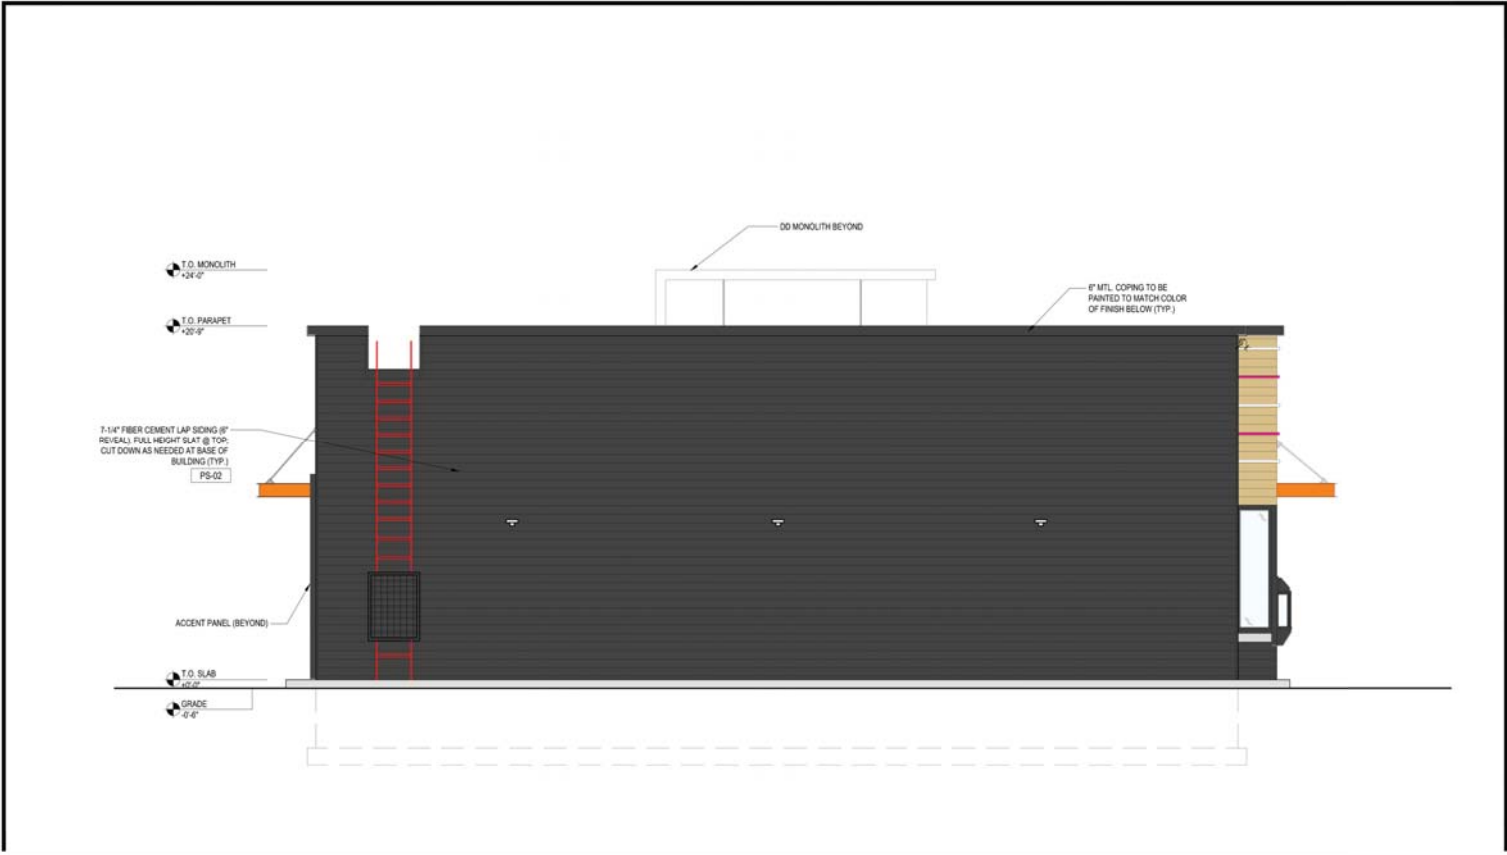 DD MONOLITH BEYOND
T.O. MONOLITH
+24'-0"
6" MTL. COPING TO BE
PAINTED TO MATCH COLOR
OF FINISH BELOW (TYP.)
T.O. PARAPET
+20'-9"
7-1/4" FIBER CEMENT LAP SIDING (6"
REVEAL). FULL HEIGHT SLAT @ TOP;
CUT DOWN AS NEEDED AT BASE OF
BUILDING (TYP.)
PS-02
ACCENT PANEL (BEYOND)
T.O. SLAB
+0'-0"
GRADE
-0'-6"